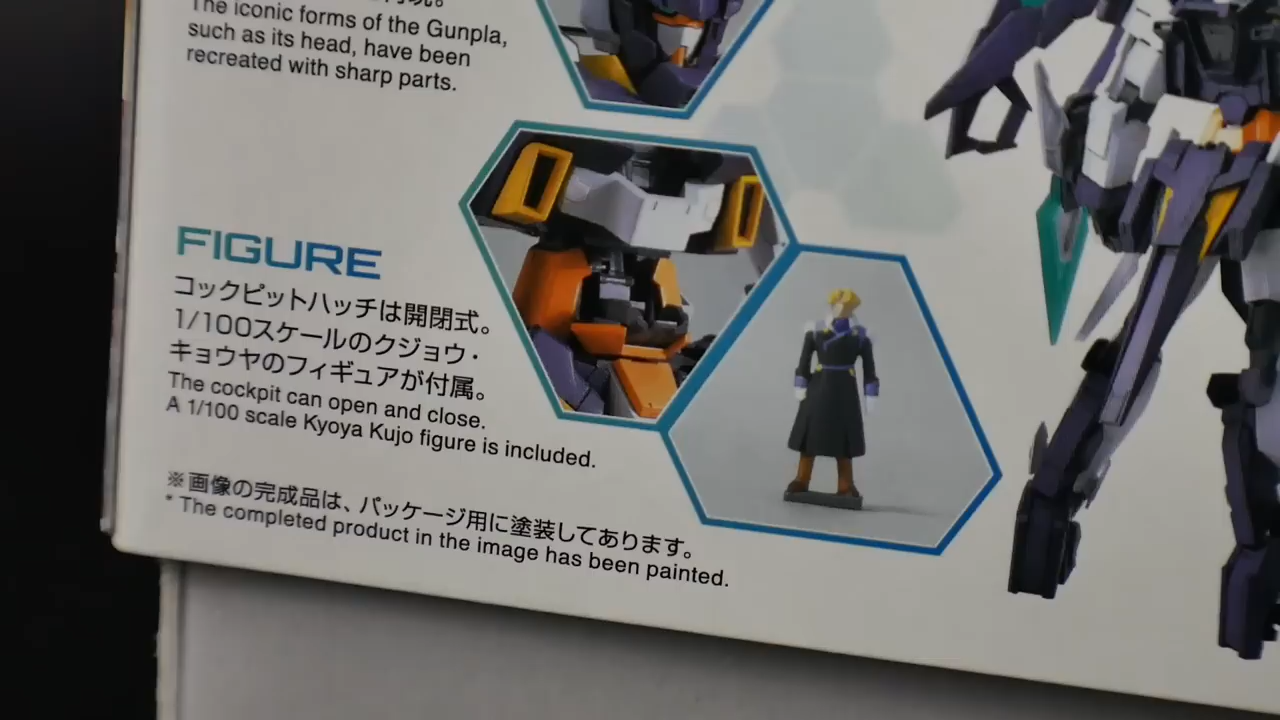 The iconic forms of the Gunpla,
such as its head, have been
recreated with sharp parts.
FIGURE
コックピットハッチは開閉式。
1/100スケールのクジョウ・
キョウヤのフィギュアが付属。
The cockpit can open and close.
A 1/100 scale Kyoya Kujo figure is included.
※画像の完成品は、パッケージ用に塗装してあります。
* The completed product in the image has been painted.